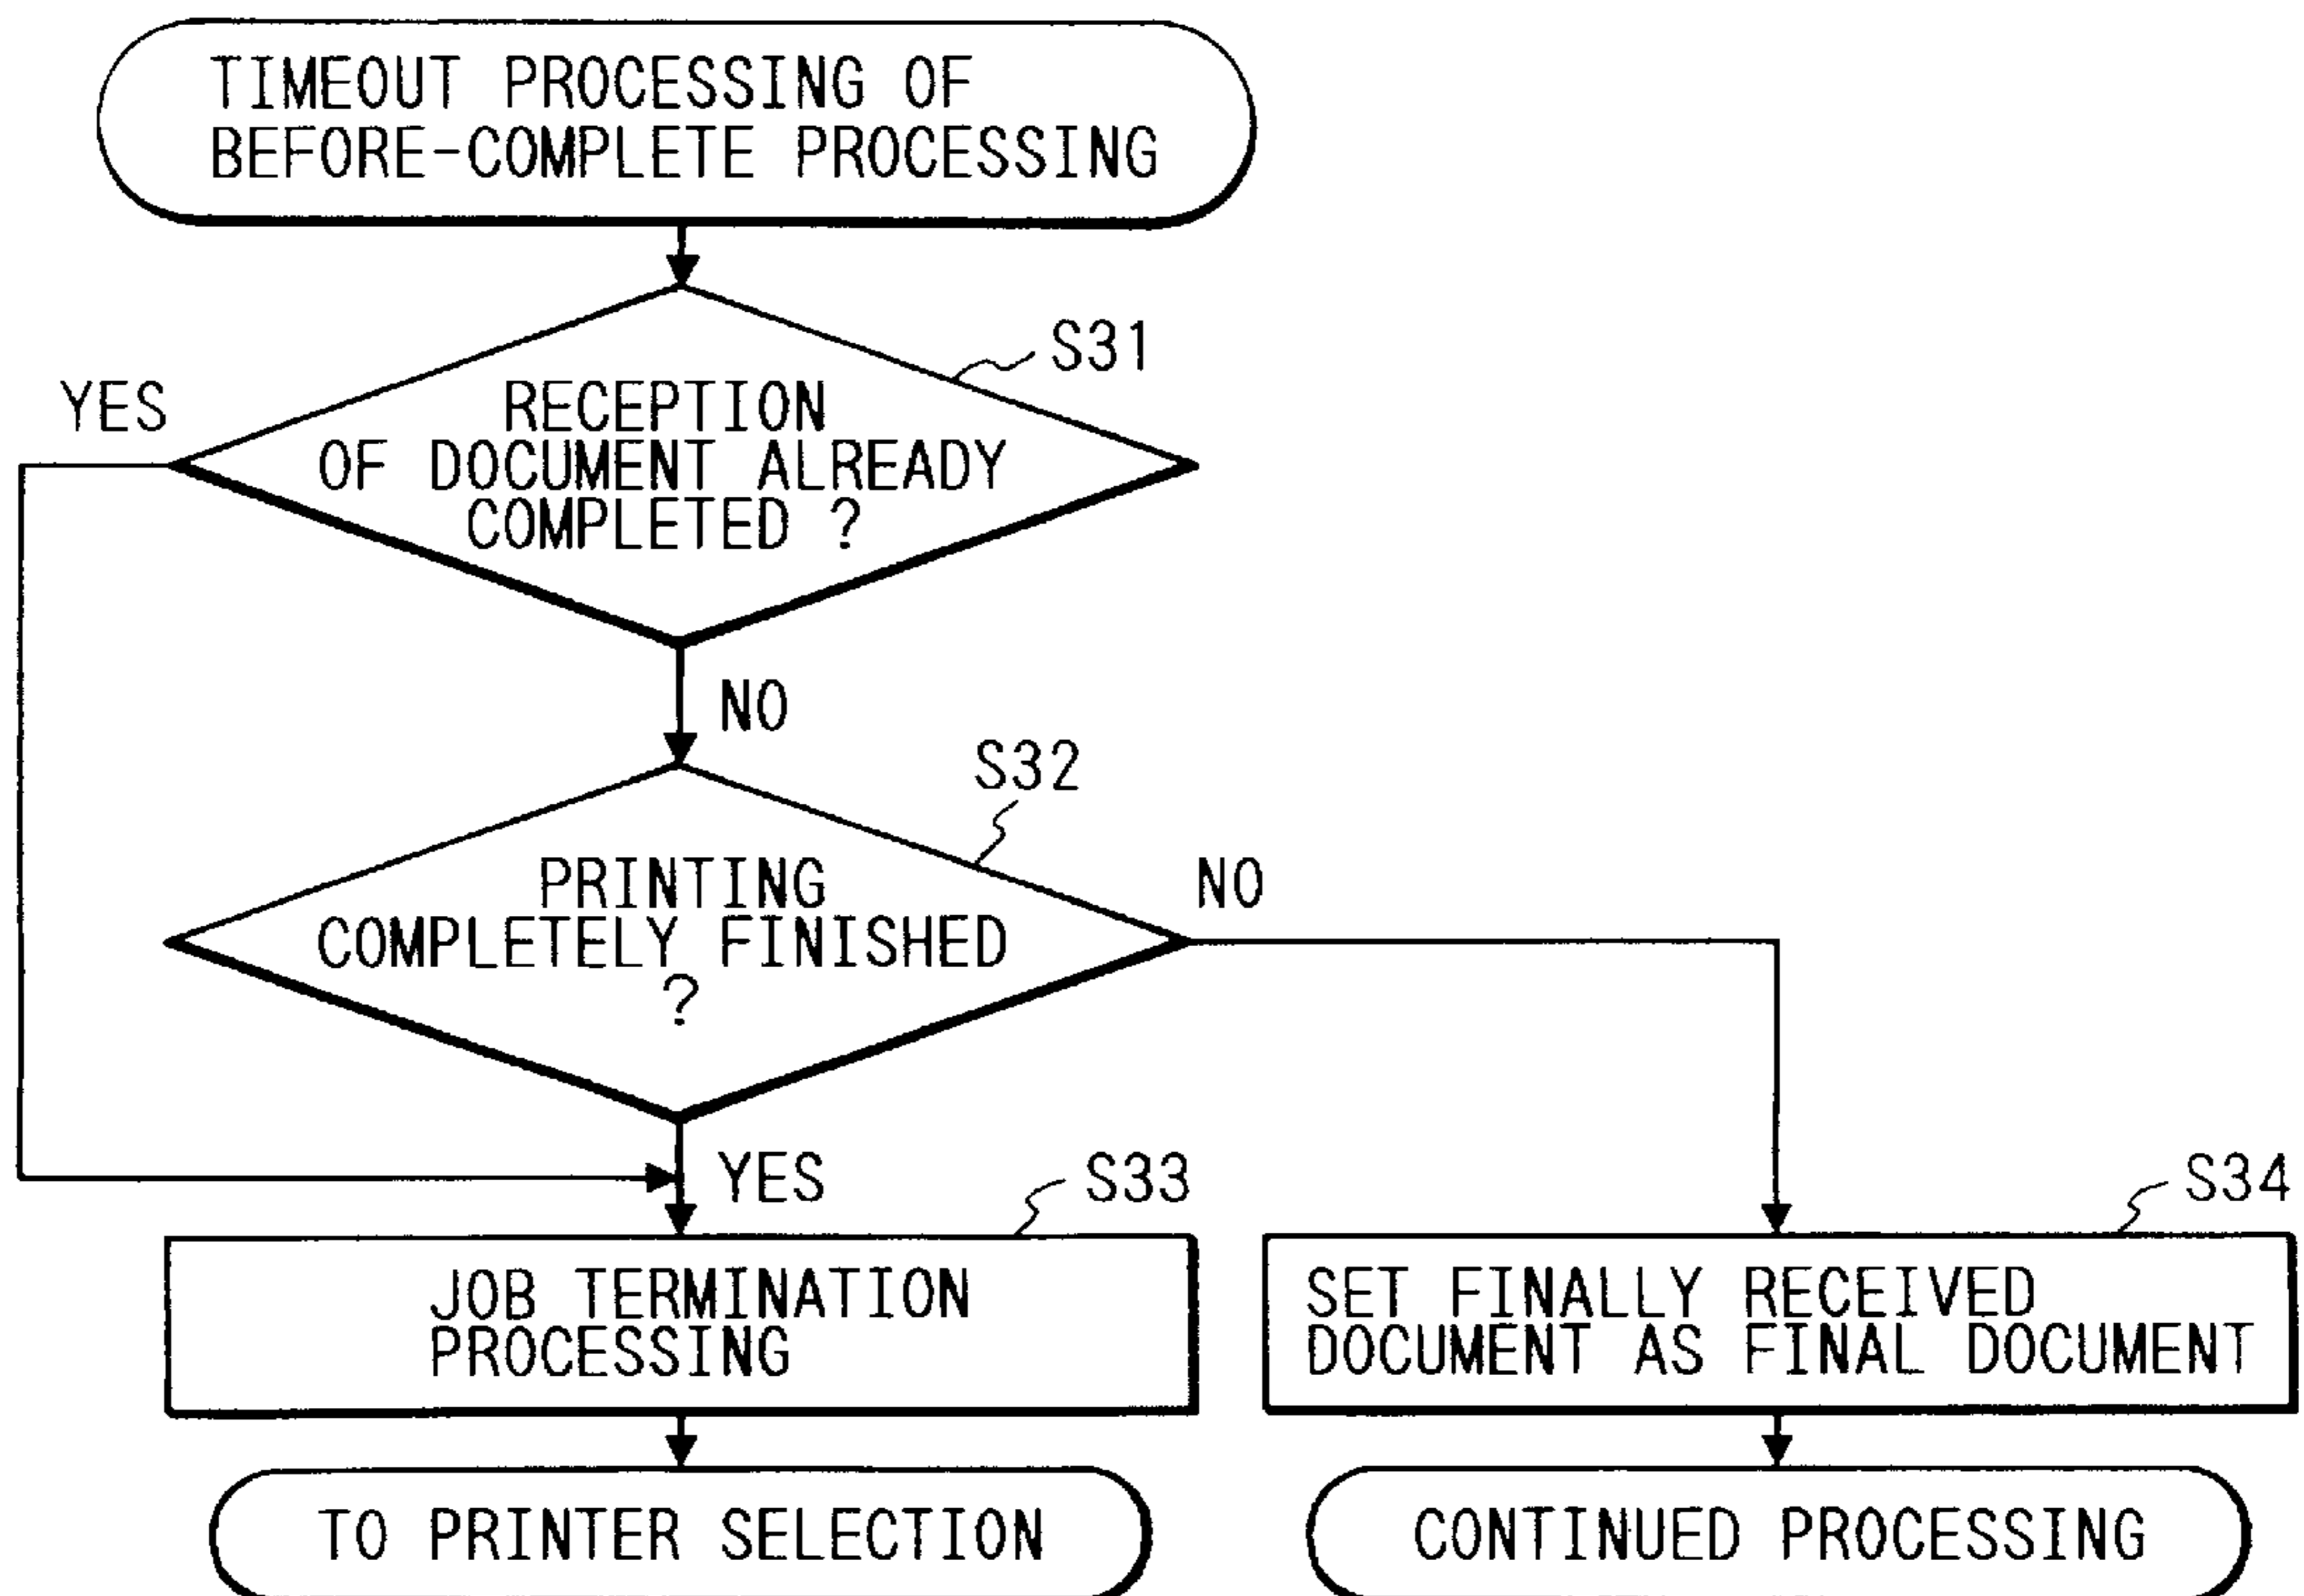 TIMEOUT PROCESSING OF
BEFORE-COMPLETE PROCESSING
S31
YES
RECEPTION
OF DOCUMENT ALREADY
COMPLETED ?
NO
S32
PRINTING
COMPLETELY FINISHED
?
NO
YES
S33
S34
JOB TERMINATION
PROCESSING
SET FINALLY RECEIVED
DOCUMENT AS FINAL DOCUMENT
TO PRINTER SELECTION
CONTINUED PROCESSING